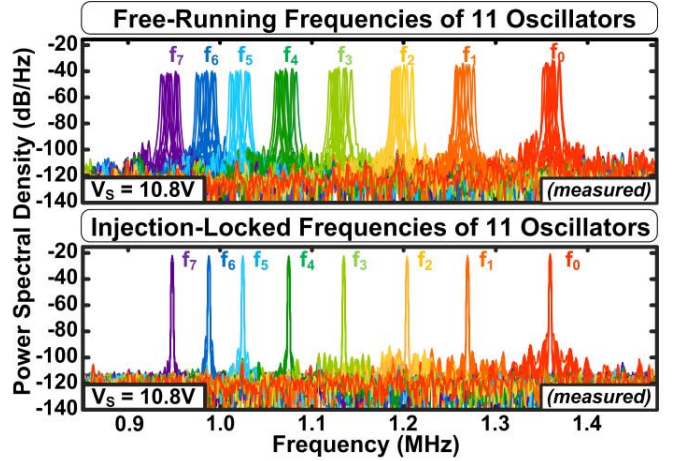 Free-Running Frequencies of 11 Oscillators
-20
-40
-60
-80
-100
-120
-140
f7 f6 f5 f4 f3 f2 f1 f0
VS = 10.8V
(measured)
Injection-Locked Frequencies of 11 Oscillators
-20
-40
-60
-80
-100
-120
-140
f7 f6 f5 f4 f3 f2 f1 f0
VS = 10.8V
(measured)
0.9 1.0 1.1 1.2 1.3 1.4
Frequency (MHz)
Power Spectral Density (dB/Hz)